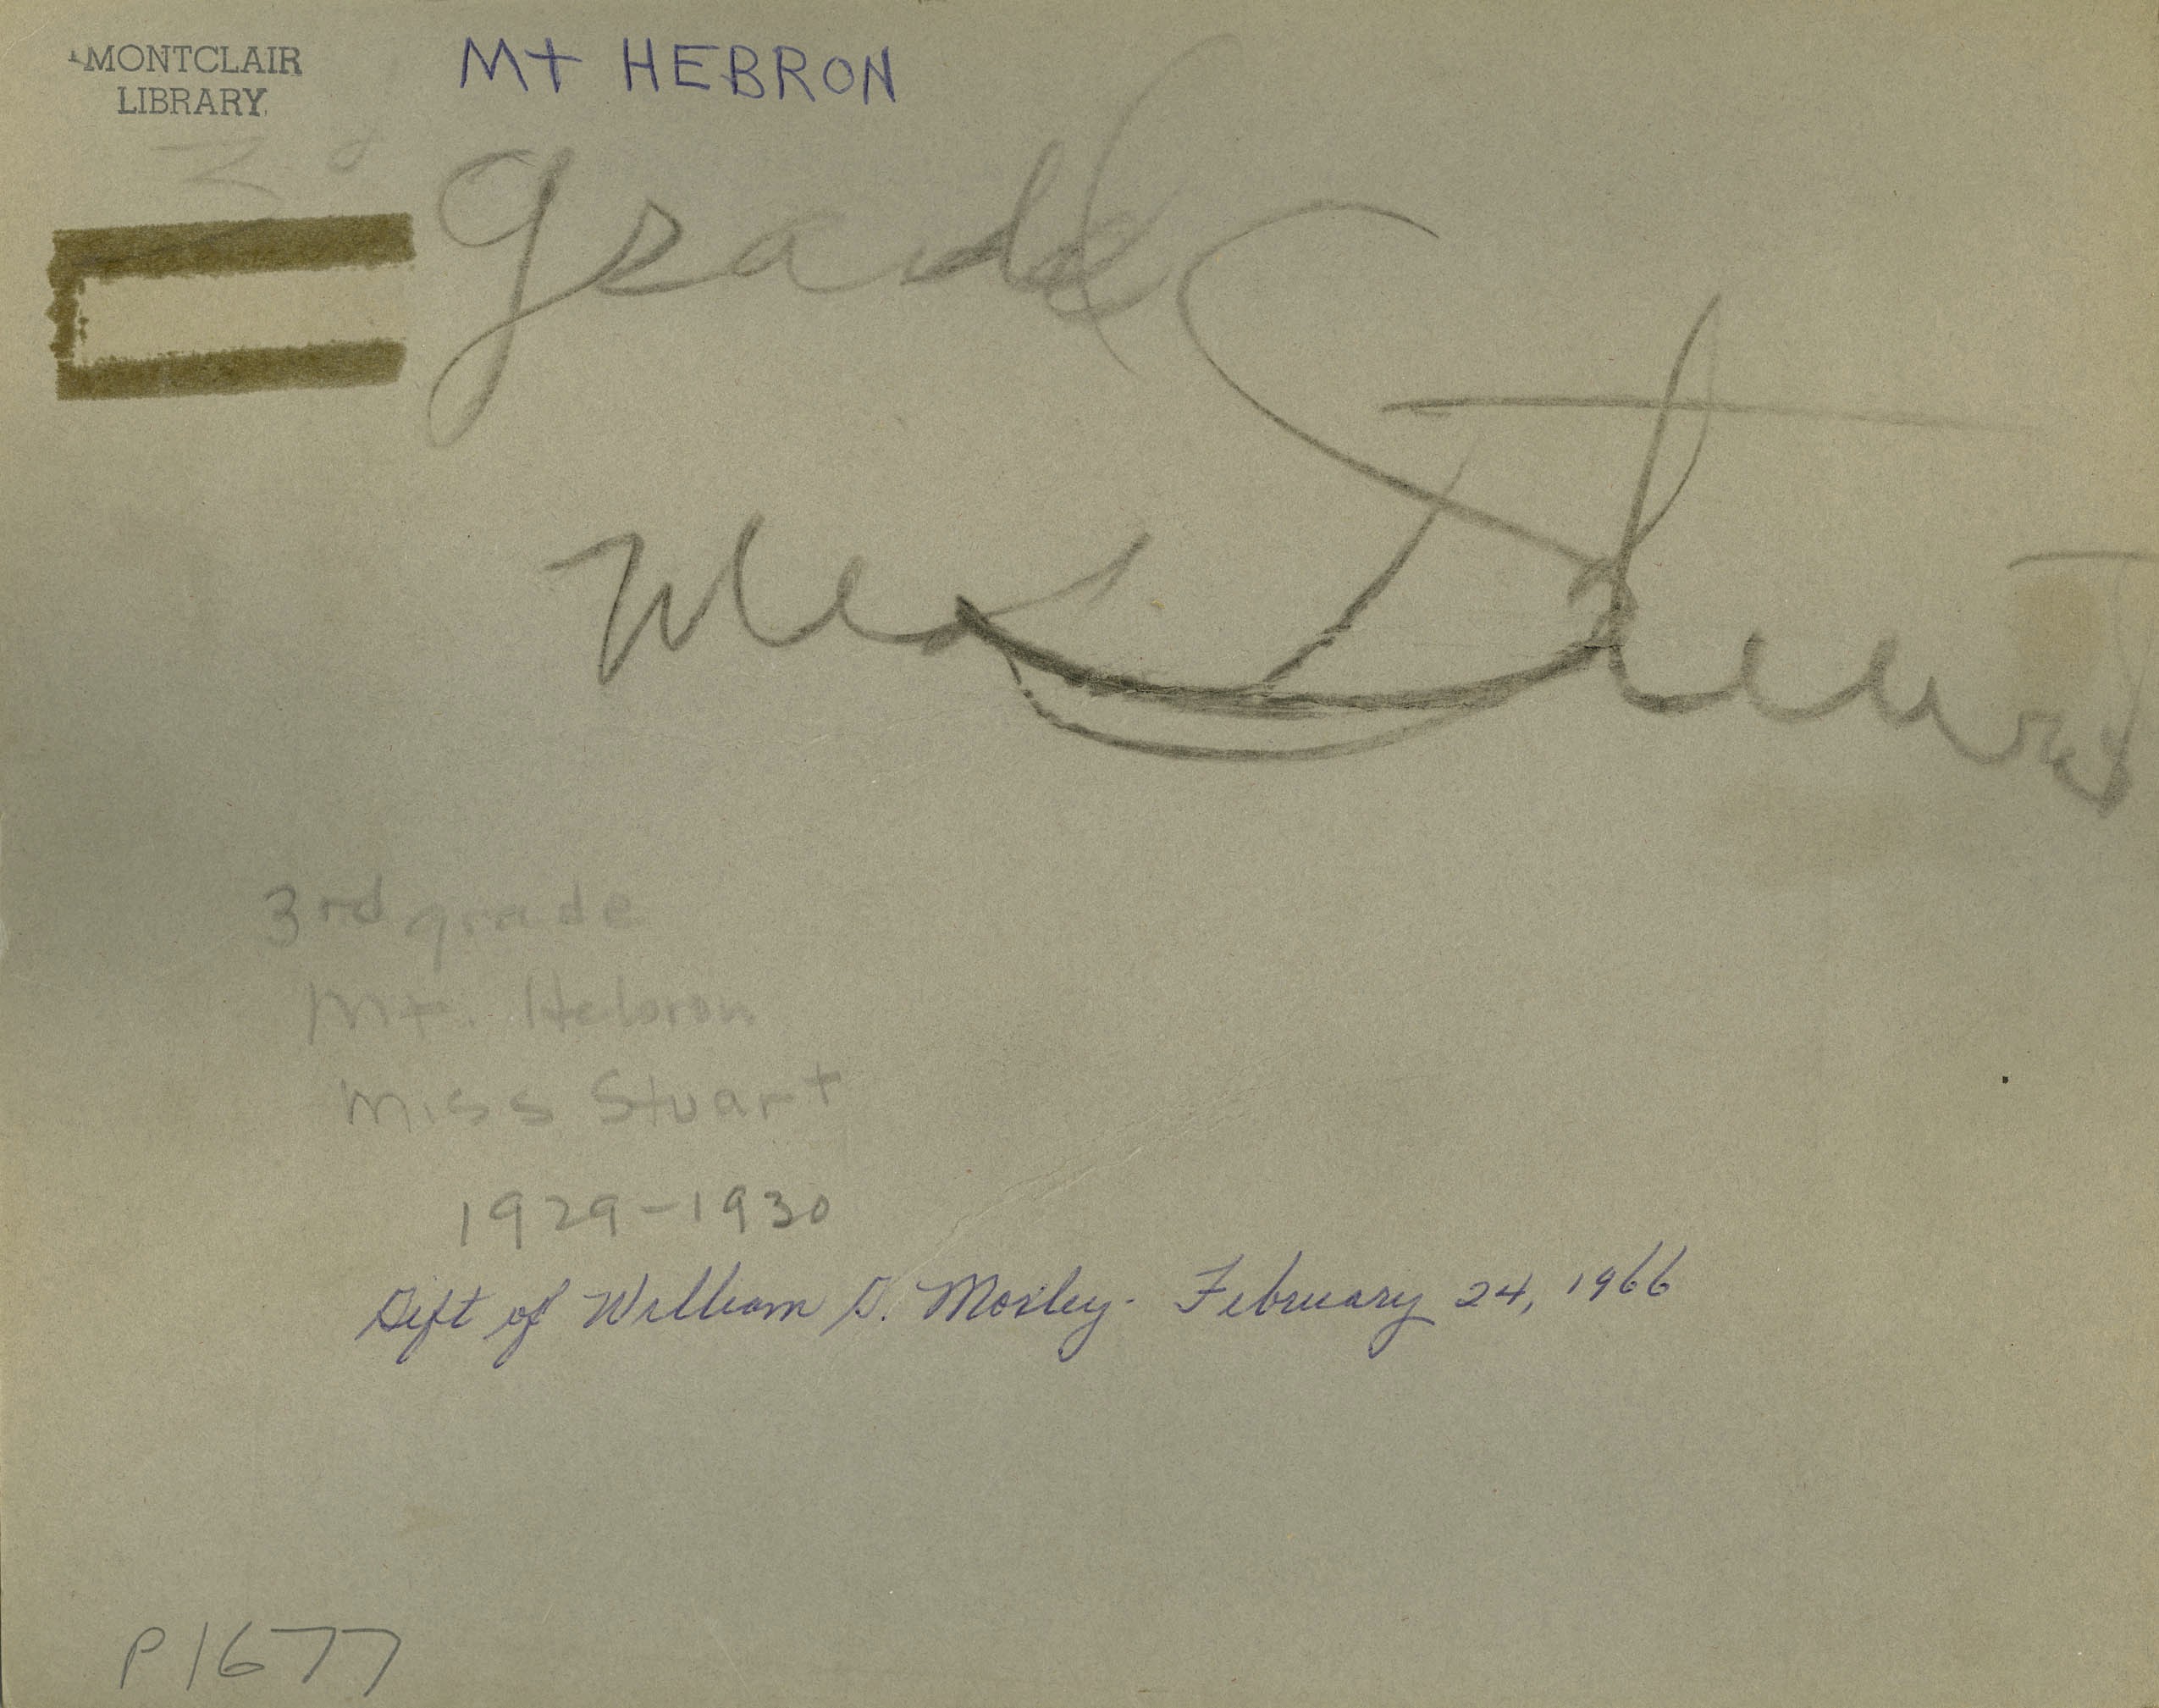 MONTCLAIR
LIBRARY
Mt HEBRON
3 grade
Miss Stuart
3rd grade
Mt. Hebron
Miss Stuart
1929-1930
Gift of William G. Morley. February 24, 1966
P1677